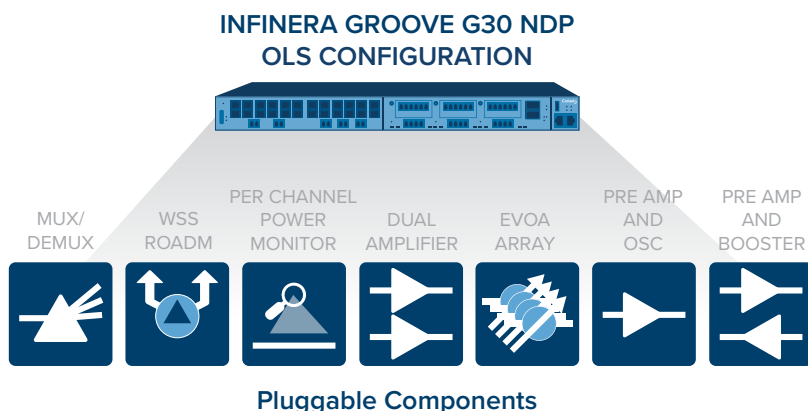 INFINERA GROOVE G30 NDP
OLS CONFIGURATION
MUX/
DEMUX
WSS
ROADM
PER CHANNEL
POWER
MONITOR
DUAL
AMPLIFIER
EVOA
ARRAY
PRE AMP
AND
OSC
PRE AMP
AND
BOOSTER
Pluggable Components